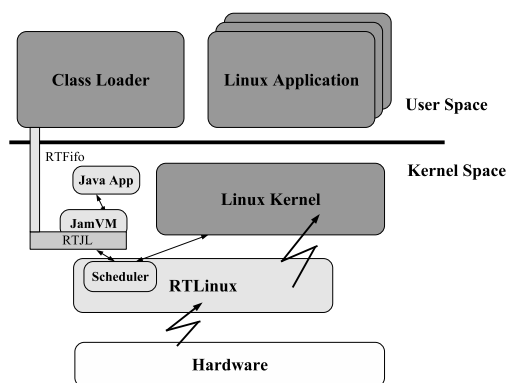 Class Loader
Linux Application
User Space
RTFifo
Kernel Space
Java App
Linux Kernel
JamVM
RTJL
Scheduler
RTLinux
Hardware